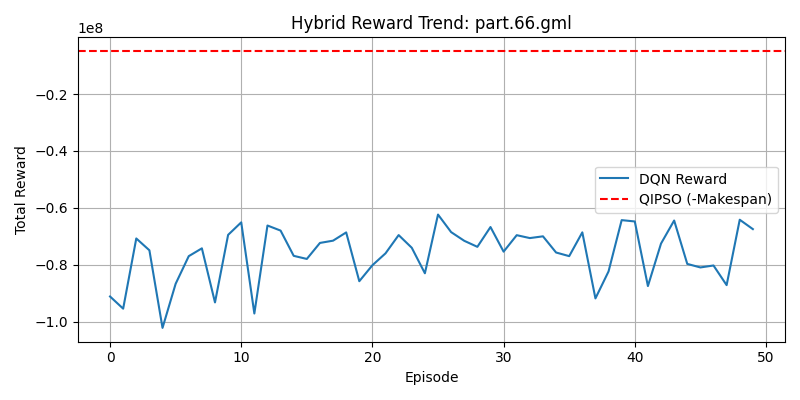 Hybrid Reward Trend: part.66.gml
1e8
−0.2
−0.4
−0.6
−0.8
−1.0
Total Reward
DQN Reward
QIPSO (-Makespan)
0 10 20 30 40 50
Episode